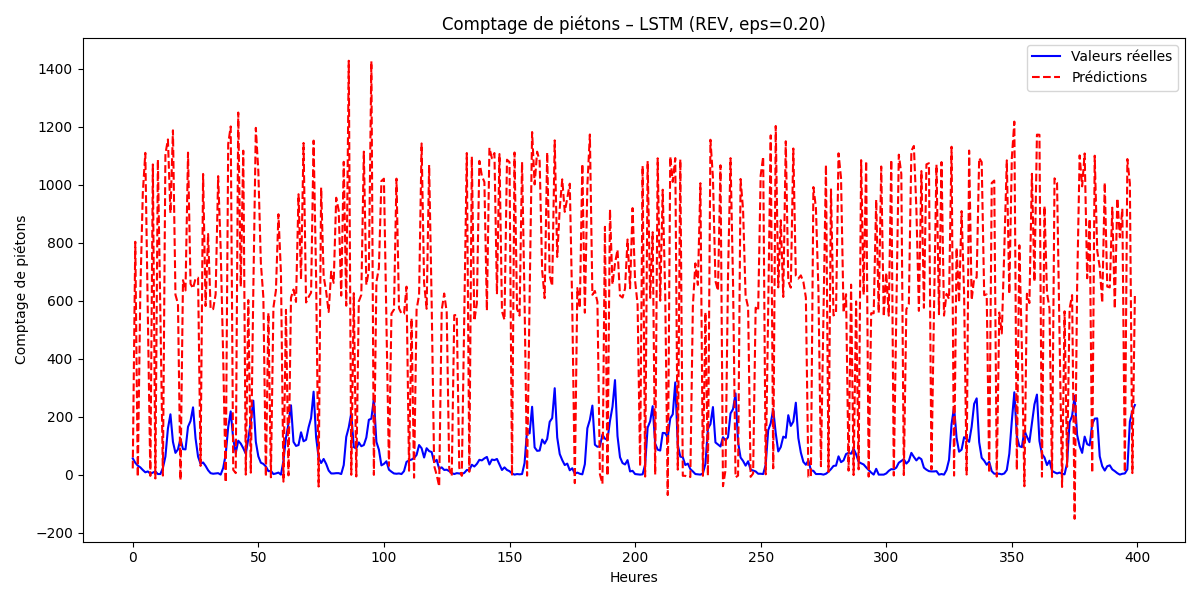 Comptage de piétons – LSTM (REV, eps=0.20)
Valeurs réelles
Prédictions
Comptage de piétons
1400
1200
1000
800
600
400
200
0
−200
0 50 100 150 200 250 300 350 400
Heures